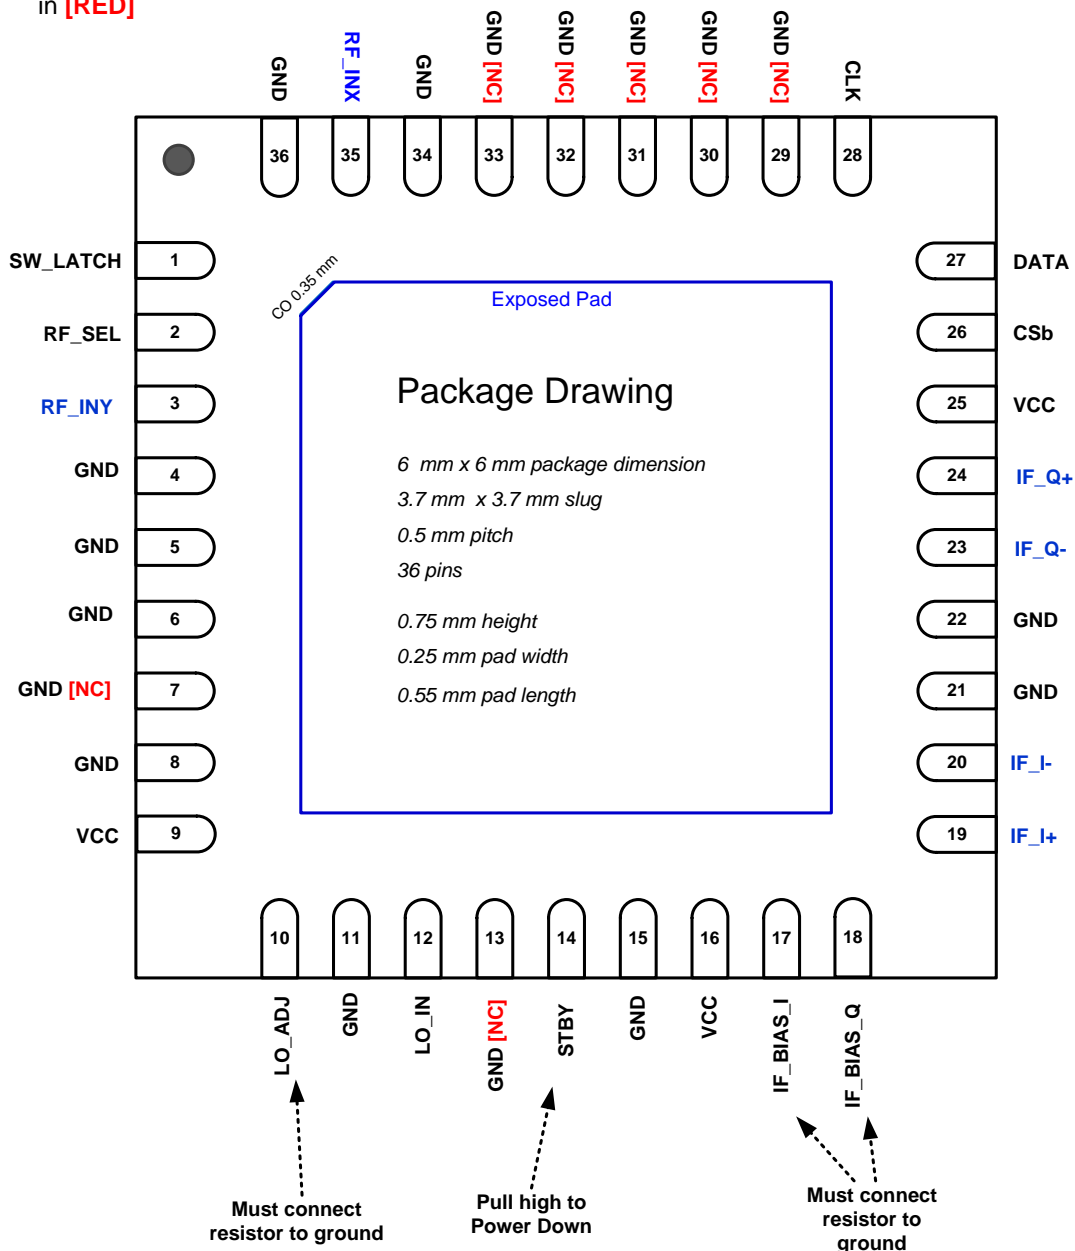 in [RED]
GND
RF_INX
GND
GND [NC]
GND [NC]
GND [NC]
GND [NC]
GND [NC]
CLK
36
35
34
33
32
31
30
29
28
SW_LATCH 1
RF_SEL 2
RF_INY 3
GND 4
GND 5
GND 6
GND [NC] 7
GND 8
VCC 9
CO 0.35 mm
Exposed Pad
Package Drawing
6 mm x 6 mm package dimension
3.7 mm x 3.7 mm slug
0.5 mm pitch
36 pins
0.75 mm height
0.25 mm pad width
0.55 mm pad length
27 DATA
26 CSb
25 VCC
24 IF_Q+
23 IF_Q-
22 GND
21 GND
20 IF_I-
19 IF_I+
10
11
12
13
14
15
16
17
18
LO_ADJ
GND
LO_IN
GND [NC]
STBY
GND
VCC
IF_BIAS_I
IF_BIAS_Q
Must connect
resistor to ground
Pull high to
Power Down
Must connect
resistor to
ground